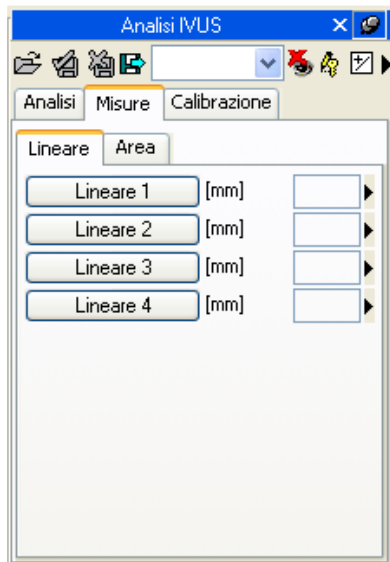 Analisi IVUS
Analisi Misure Calibrazione
Lineare Area
Lineare 1 [mm]
Lineare 2 [mm]
Lineare 3 [mm]
Lineare 4 [mm]